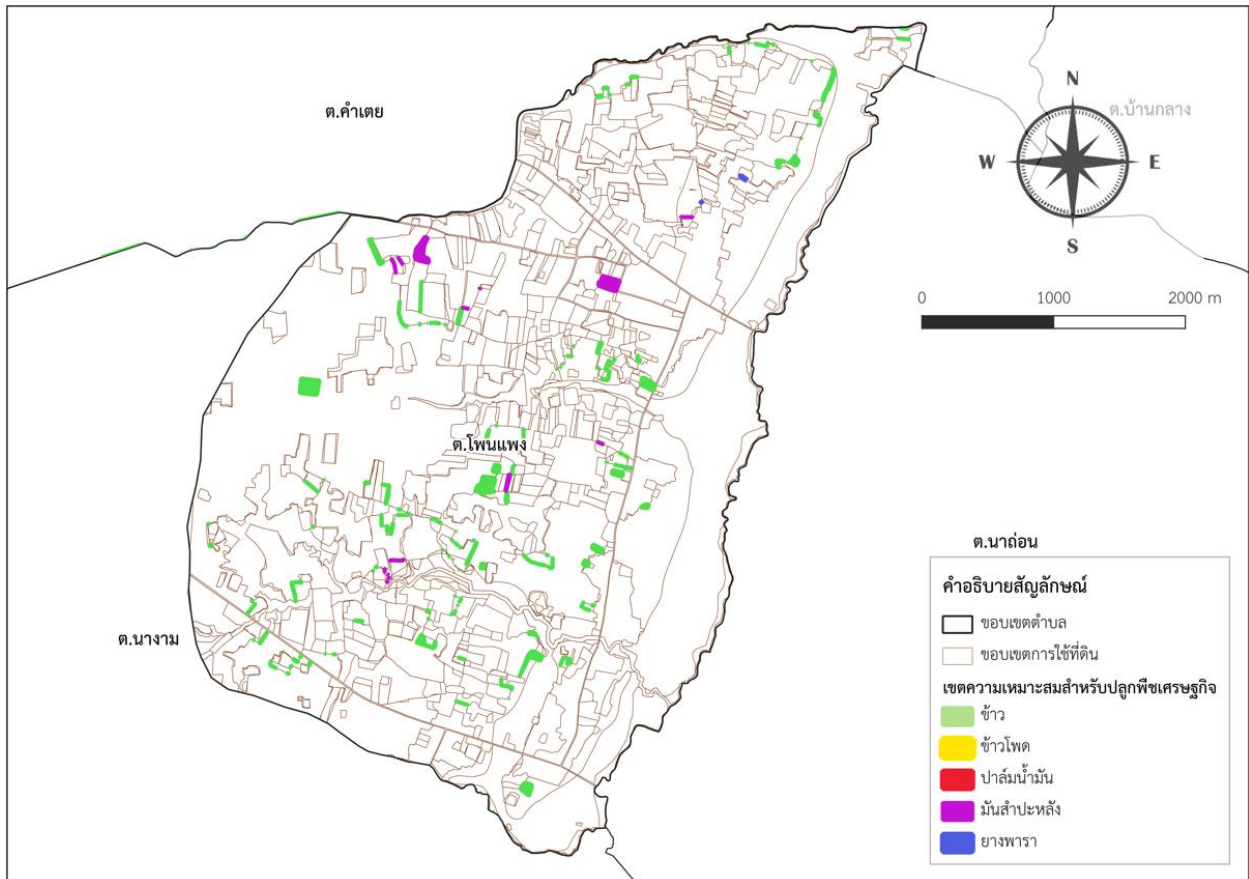 ต.คำเตย
N
ต.บ้านกลาง
W
E
S
0
1000
2000 m
ต.โพนแพง
ต.นาถ่อน
ต.นางาม
คำอธิบายสัญลักษณ์
ขอบเขตตำบล
ขอบเขตการใช้ที่ดิน
เขตความเหมาะสมสำหรับปลูกพืชเศรษฐกิจ
ข้าว
ข้าวโพด
ปาล์มน้ำมัน
มันสำปะหลัง
ยางพารา